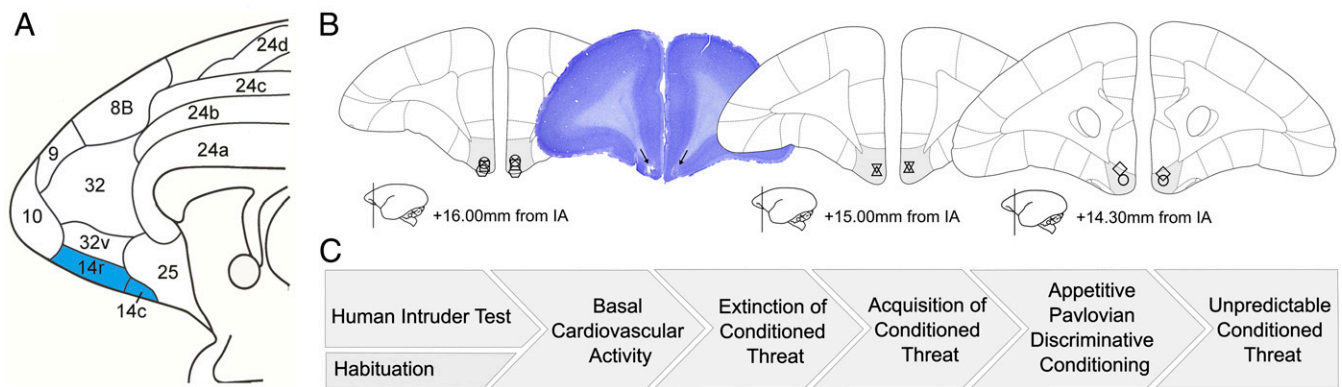 A
24d
24c
8B
24b
9
24a
32
10
32v
14r
25
14c
B
+16.00mm from IA
+15.00mm from IA
+14.30mm from IA
C
Human Intruder Test
Habituation
Basal
Cardiovascular
Activity
Extinction of
Conditioned
Threat
Acquisition of
Conditioned
Threat
Appetitive
Pavlovian
Discriminative
Conditioning
Unpredictable
Conditioned
Threat